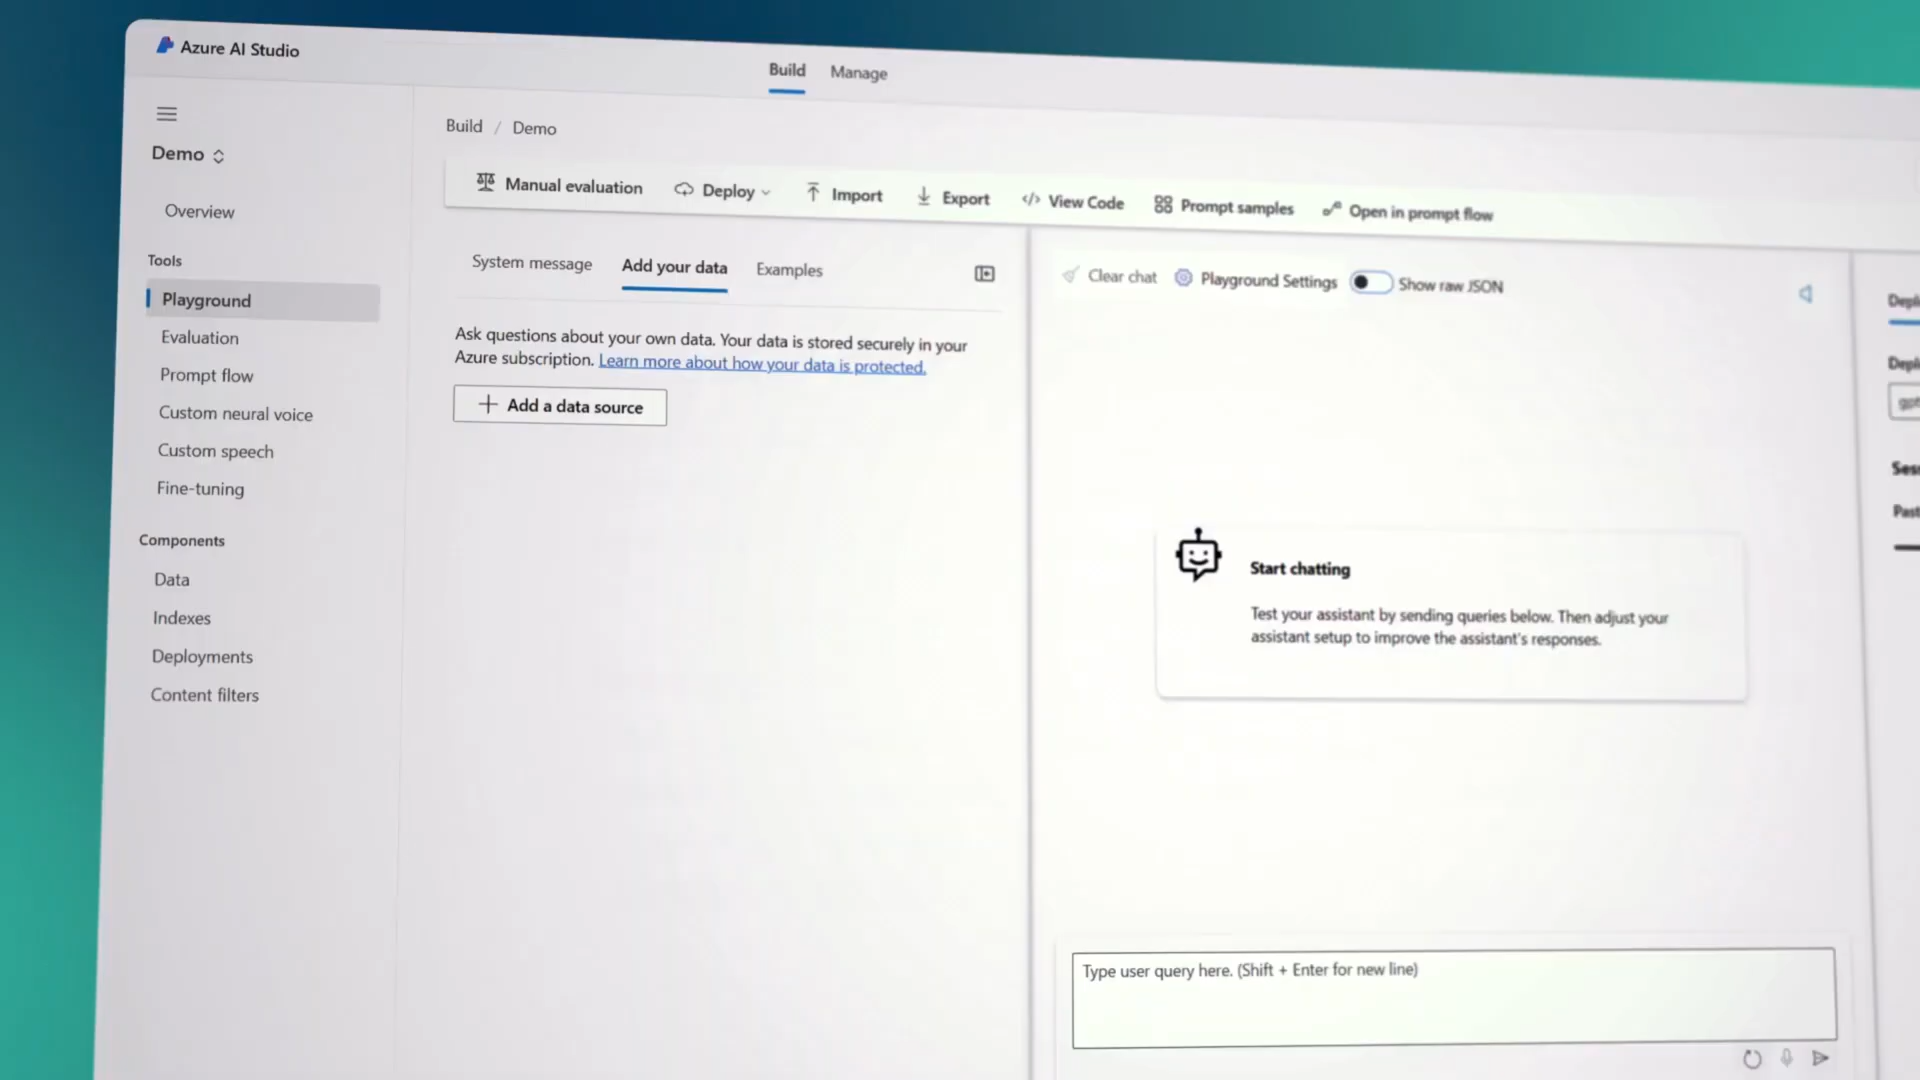 Azure AI Studio
Build
Manage
Build / Demo
Demo
Overview
Tools
Playground
Evaluation
Prompt flow
Custom neural voice
Custom speech
Fine-tuning
Components
Data
Indexes
Deployments
Content filters
Manual evaluation
Deploy
Import
Export
View Code
Prompt samples
Open in prompt flow
System message
Add your data
Examples
Ask questions about your own data. Your data is stored securely in your
Azure subscription. Learn more about how your data is protected.
Add a data source
Clear chat
Playground Settings
Show raw JSON
Start chatting
Test your assistant by sending queries below. Then adjust your
assistant setup to improve the assistant's responses.
Type user query here. (Shift + Enter for new line)